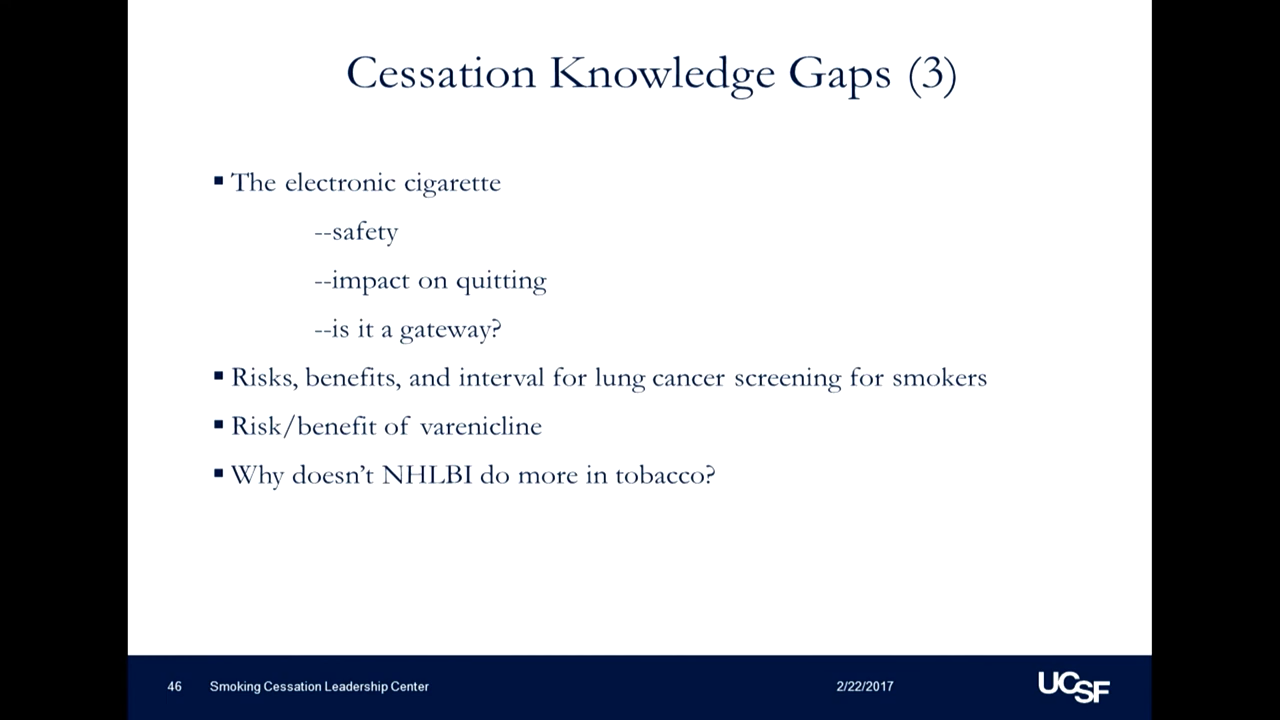 Cessation Knowledge Gaps (3)
▪ The electronic cigarette
--safety
--impact on quitting
--is it a gateway?
▪ Risks, benefits, and interval for lung cancer screening for smokers
▪ Risk/benefit of varenicline
▪ Why doesn’t NHLBI do more in tobacco?
46 Smoking Cessation Leadership Center 2/22/2017 UCSF